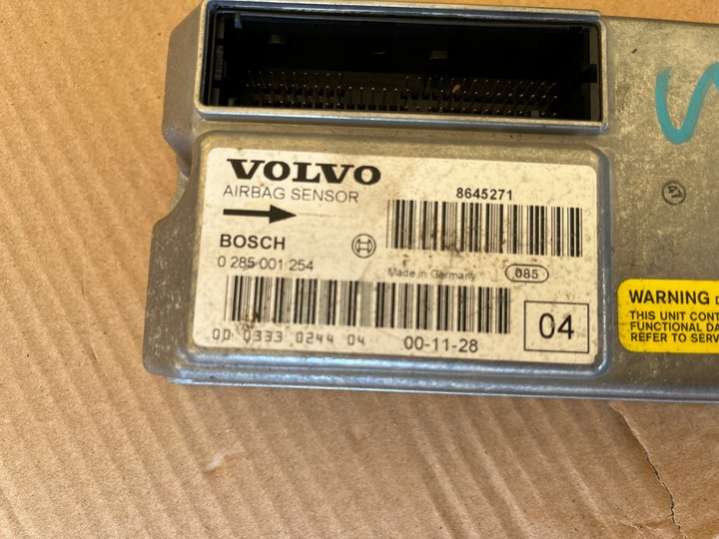 VOLVO
AIRBAG SENSOR
8645271
BOSCH
0 285 001 254
Made in Germany
085
00 0333 0244 04
00-11-28
04
WARNING
THIS UNIT CONT
FUNCTIONAL DA
REFER TO SERV